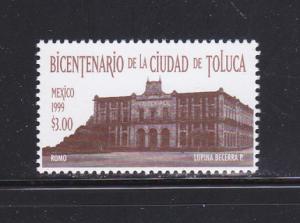 BICENTENARIO DE LA CIUDAD DE TOLUCA
MEXICO
1999
$3.00
ROMO
LUPINA BECERRA P.